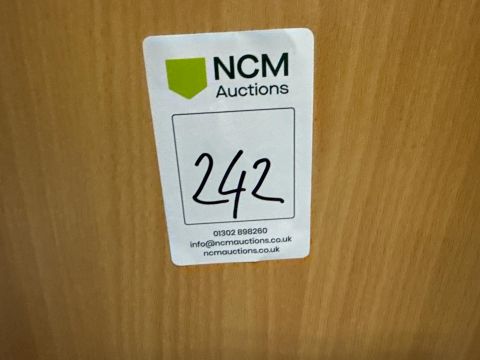 NCM
Auctions
242
01302 898260
info@ncmauctions.co.uk
ncmauctions.co.uk